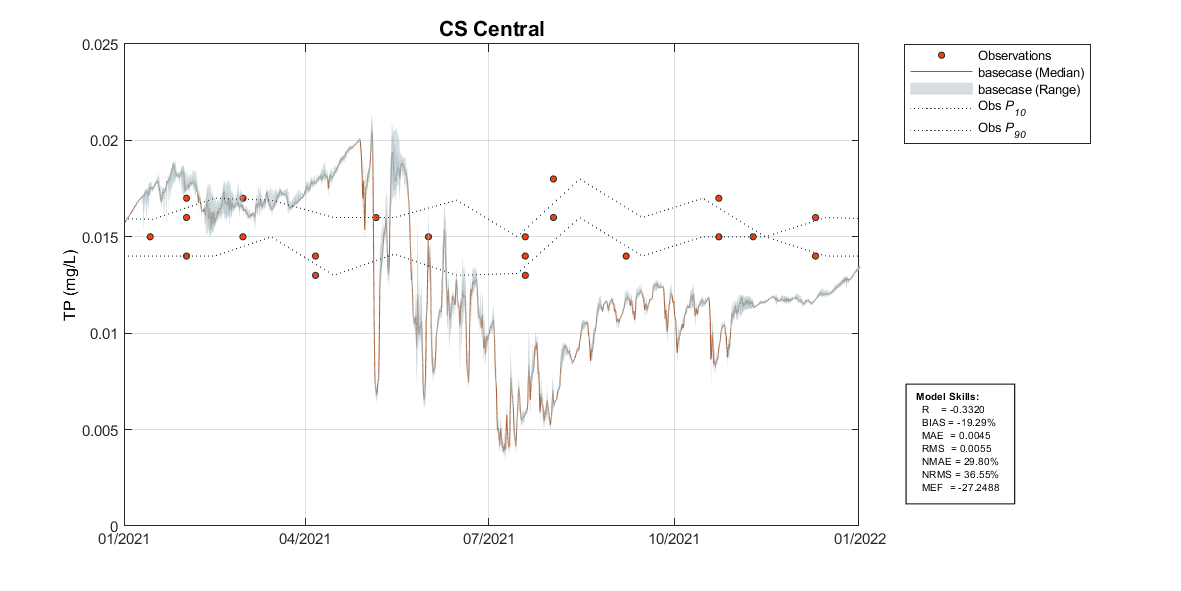 CS Central
0.025
0.02
0.015
0.01
0.005
0
TP (mg/L)
01/2021
04/2021
07/2021
10/2021
01/2022
Observations
basecase (Median)
basecase (Range)
Obs P10
Obs P90
Model Skills:
R = -0.3320
BIAS = -19.29%
MAE = 0.0045
RMS = 0.0055
NMAE = 29.80%
NRMS = 36.55%
MEF = -27.2488